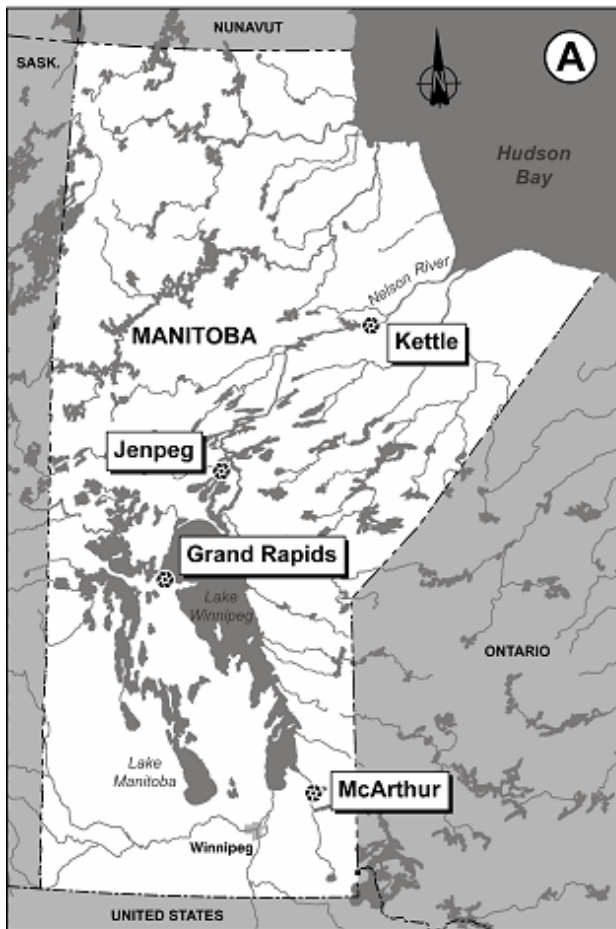 NUNAVUT
SASK.
N
A
Hudson
Bay
Nelson River
MANITOBA
Kettle
Jenpeg
Grand Rapids
Lake
Winnipeg
ONTARIO
Lake
Manitoba
McArthur
Winnipeg
UNITED STATES